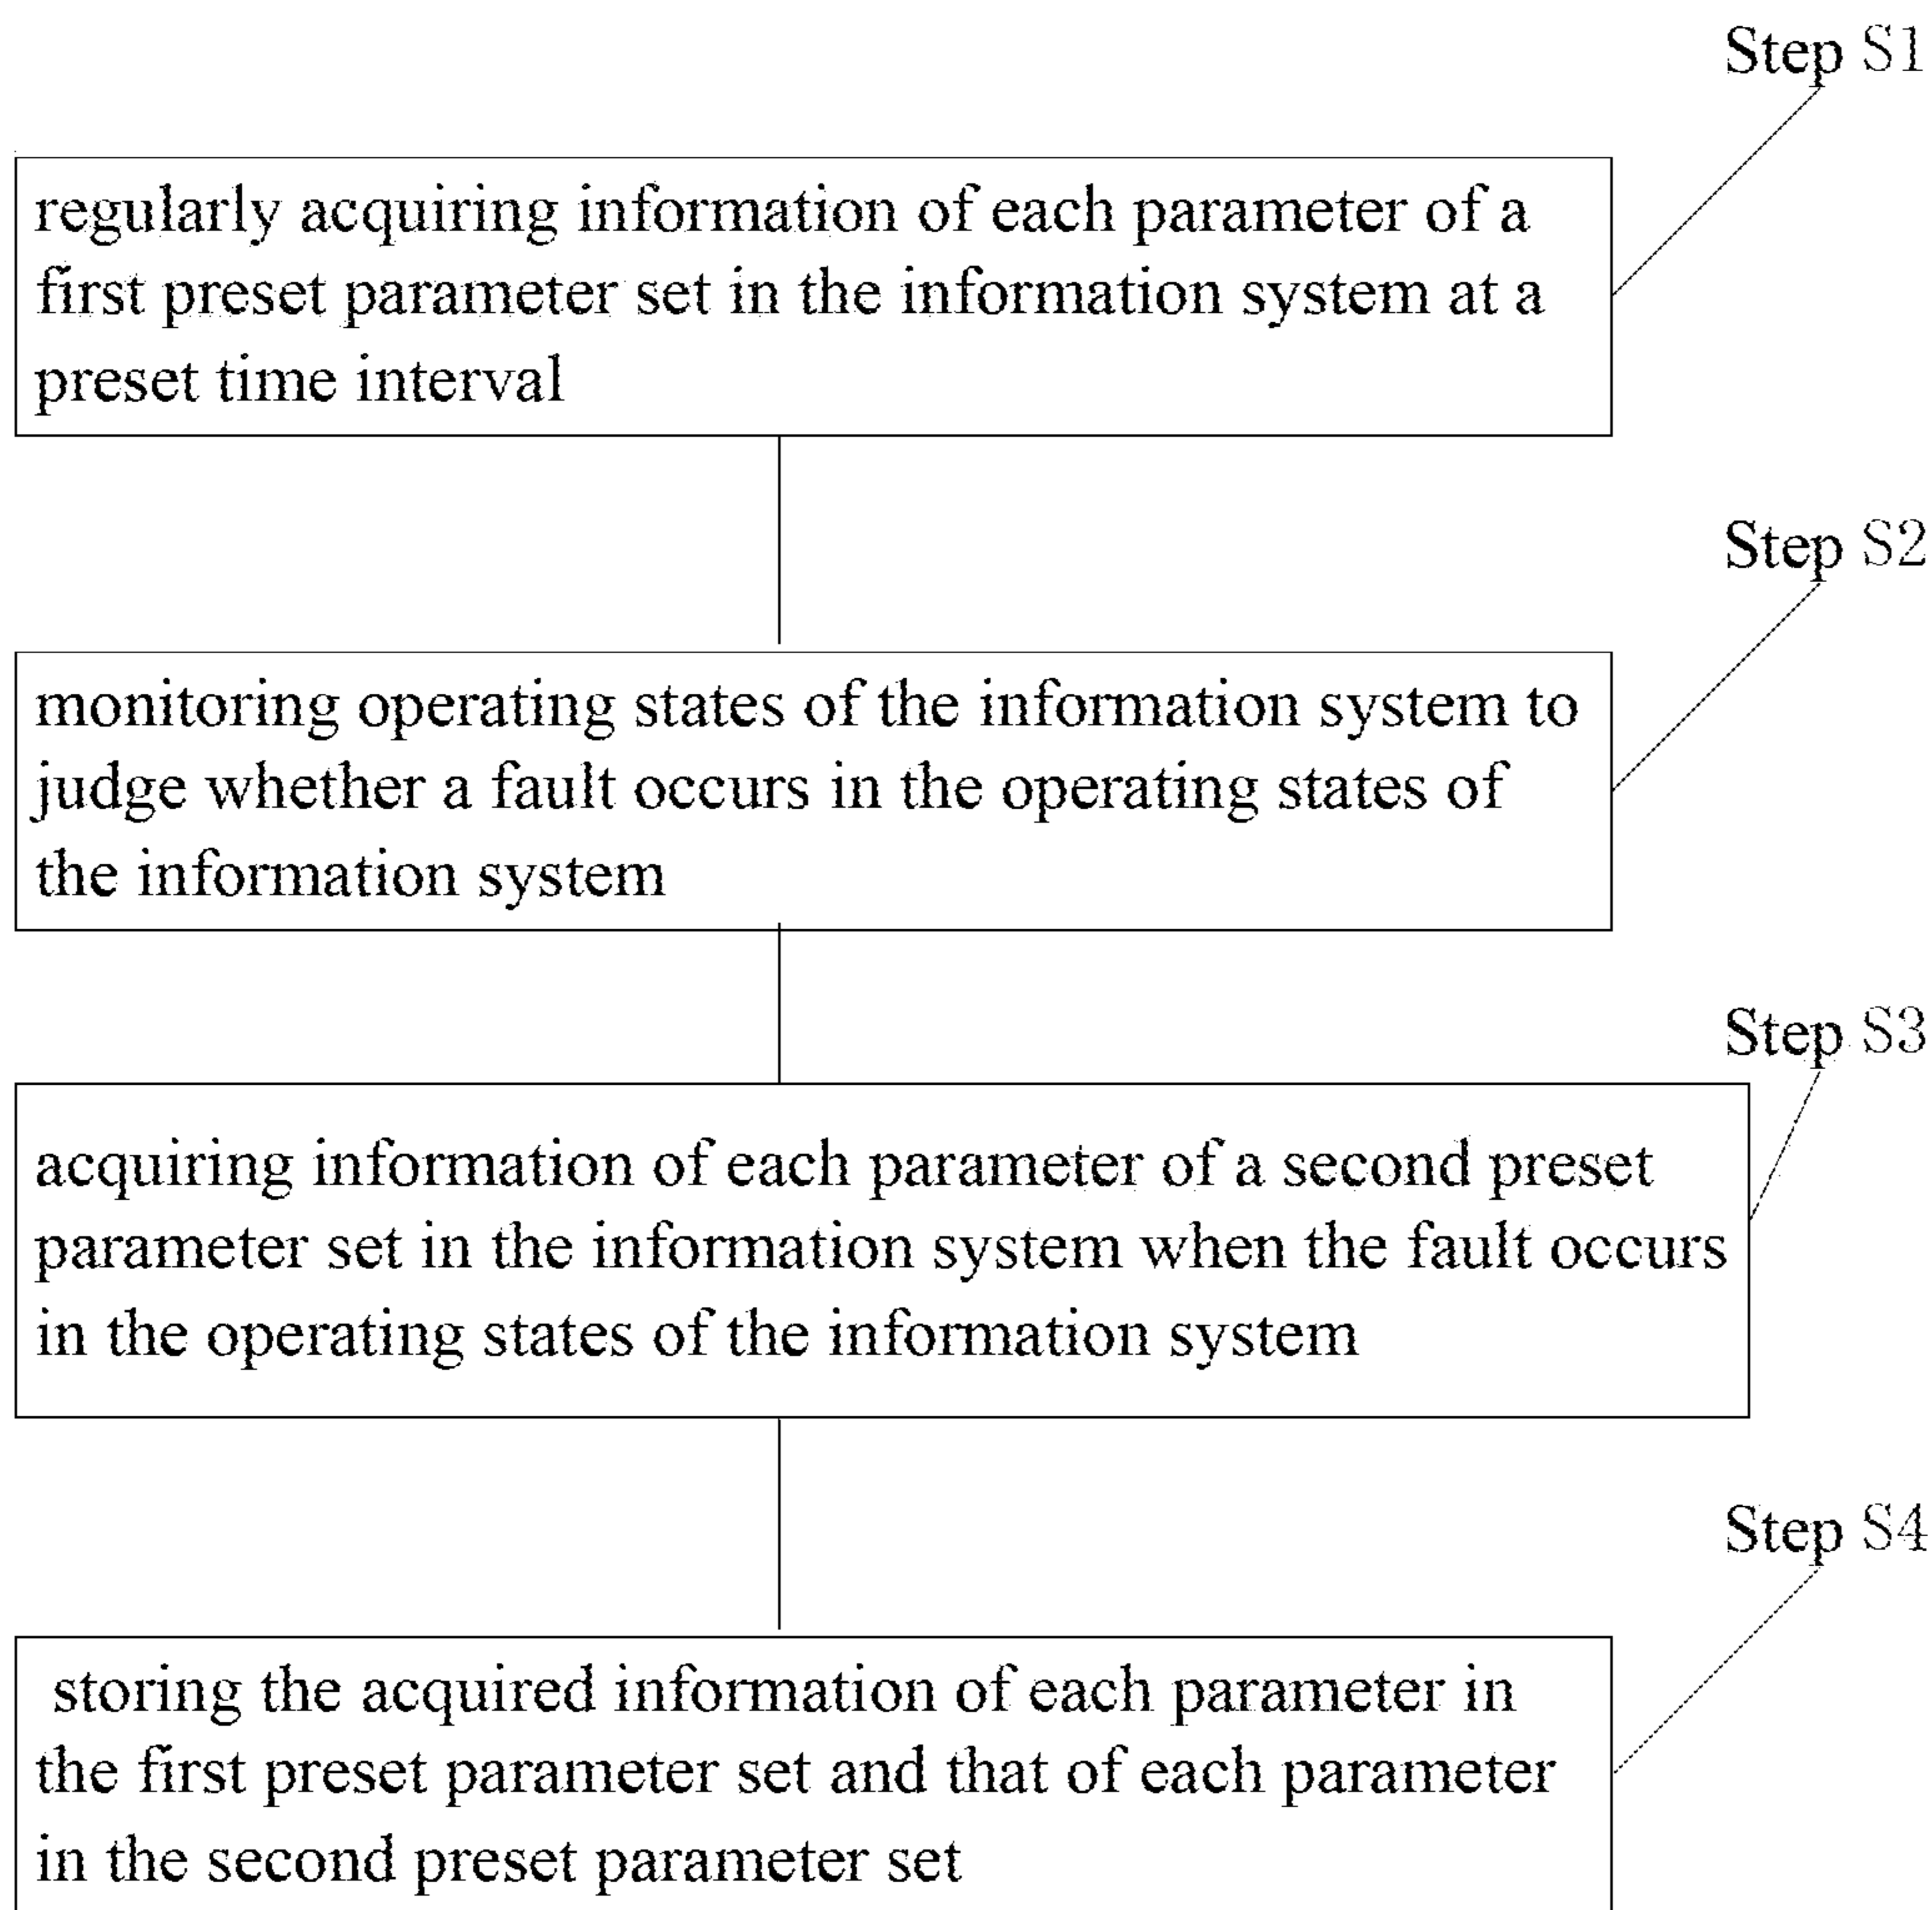 Step S1
regularly acquiring information of each parameter of a
first preset parameter set in the information system at a
preset time interval
Step S2
monitoring operating states of the information system to
judge whether a fault occurs in the operating states of
the information system
Step S3
acquiring information of each parameter of a second preset
parameter set in the information system when the fault occurs
in the operating states of the information system
Step S4
storing the acquired information of each parameter in
the first preset parameter set and that of each parameter
in the second preset parameter set